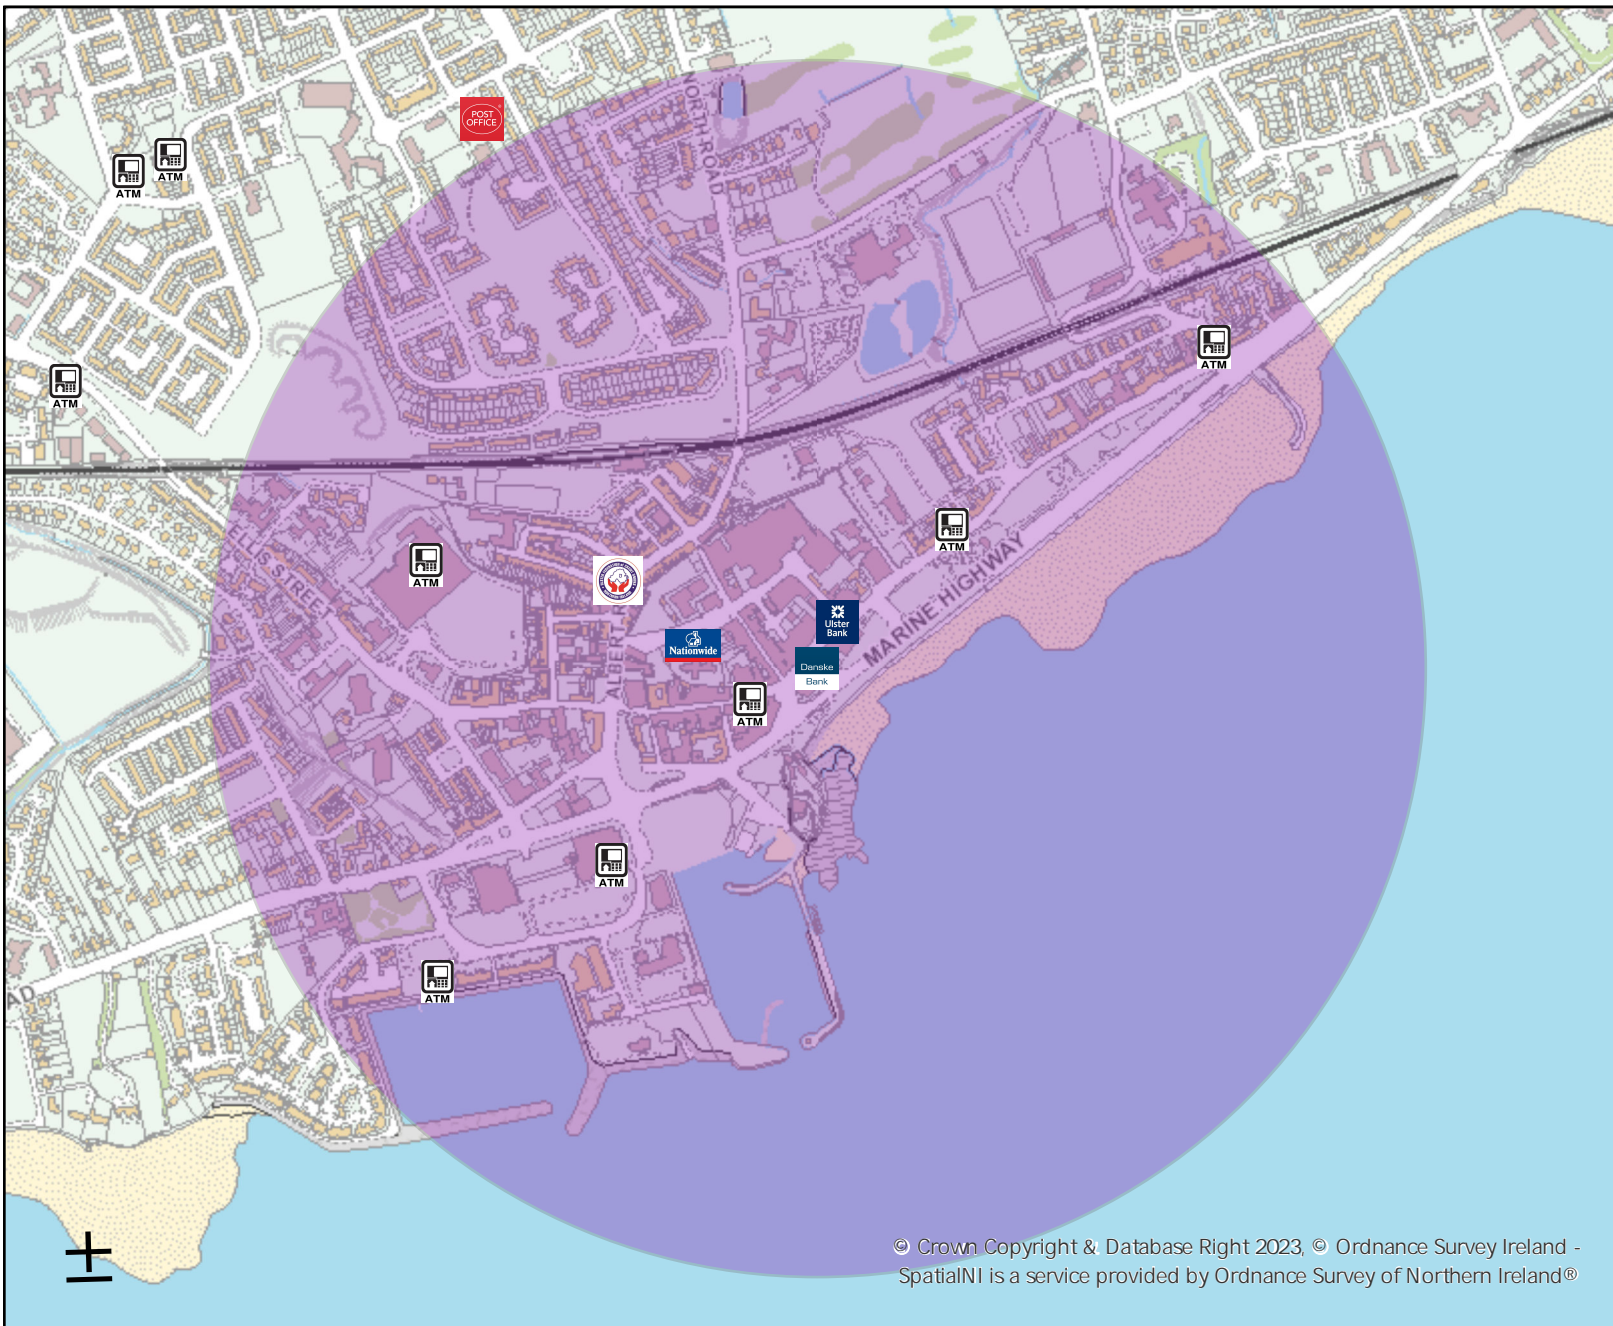 NORTH ROAD
POST
OFFICE
ATM
ATM
ATM
ATM
ATM
ATM
S STREET
MARINE HIGHWAY
Ulster
Bank
Nationwide
Danske
Bank
ALBERT
ATM
ATM
AD
ATM
© Crown Copyright & Database Right 2023, © Ordnance Survey Ireland -
SpatialNI is a service provided by Ordnance Survey of Northern Ireland®